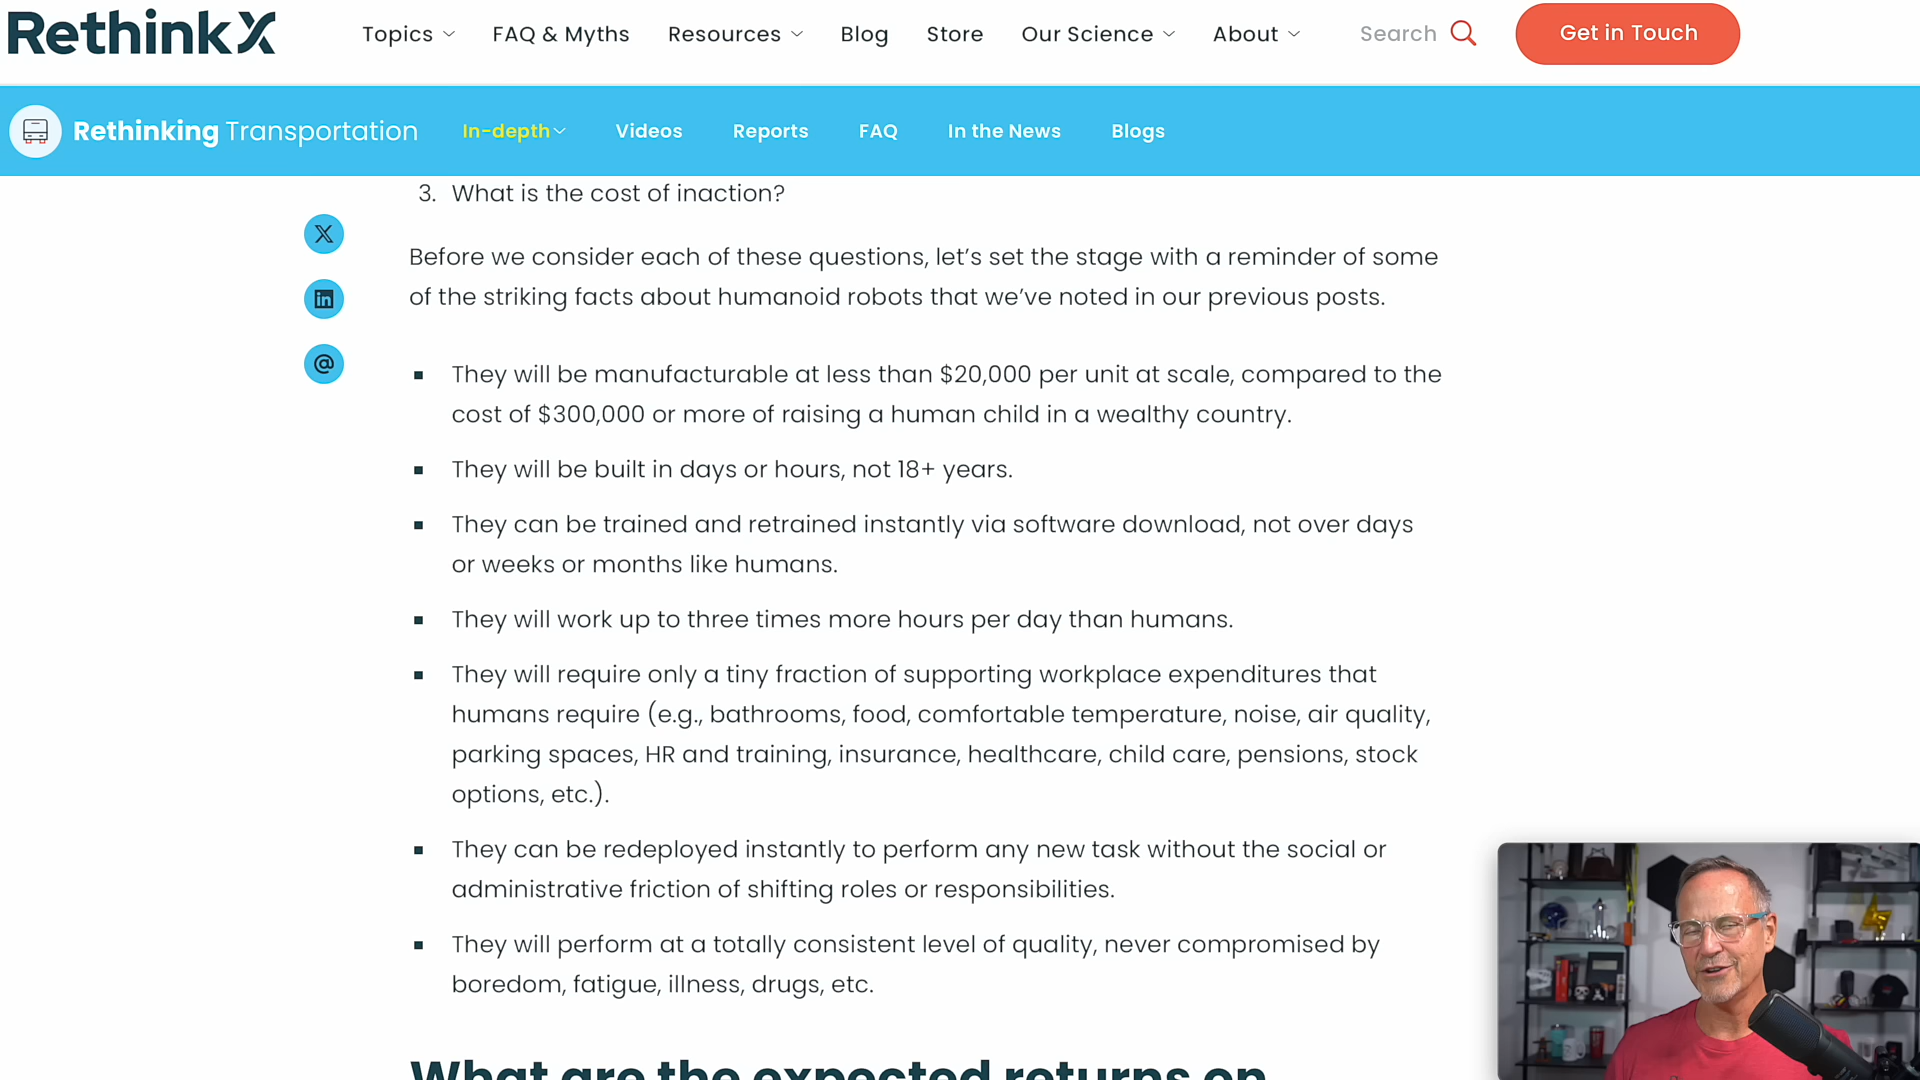 RethinkX
Topics
FAQ & Myths
Resources
Blog
Store
Our Science
About
Search
Get in Touch
Rethinking Transportation
In-depth
Videos
Reports
FAQ
In the News
Blogs
3. What is the cost of inaction?
Before we consider each of these questions, let’s set the stage with a reminder of some
of the striking facts about humanoid robots that we’ve noted in our previous posts.
They will be manufacturable at less than $20,000 per unit at scale, compared to the
cost of $300,000 or more of raising a human child in a wealthy country.
They will be built in days or hours, not 18+ years.
They can be trained and retrained instantly via software download, not over days
or weeks or months like humans.
They will work up to three times more hours per day than humans.
They will require only a tiny fraction of supporting workplace expenditures that
humans require (e.g., bathrooms, food, comfortable temperature, noise, air quality,
parking spaces, HR and training, insurance, healthcare, child care, pensions, stock
options, etc.).
They can be redeployed instantly to perform any new task without the social or
administrative friction of shifting roles or responsibilities.
They will perform at a totally consistent level of quality, never compromised by
boredom, fatigue, illness, drugs, etc.
What are the expected returns on